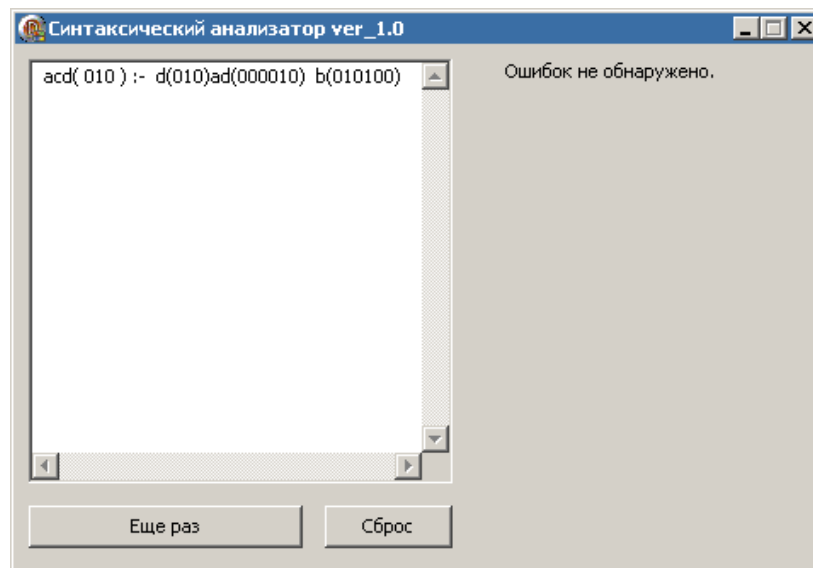 Синтаксический анализатор ver_1.0
acd( 010 ) :- d(010)ad(000010) b(010100)
Ошибок не обнаружено.
Еще раз
Сброс